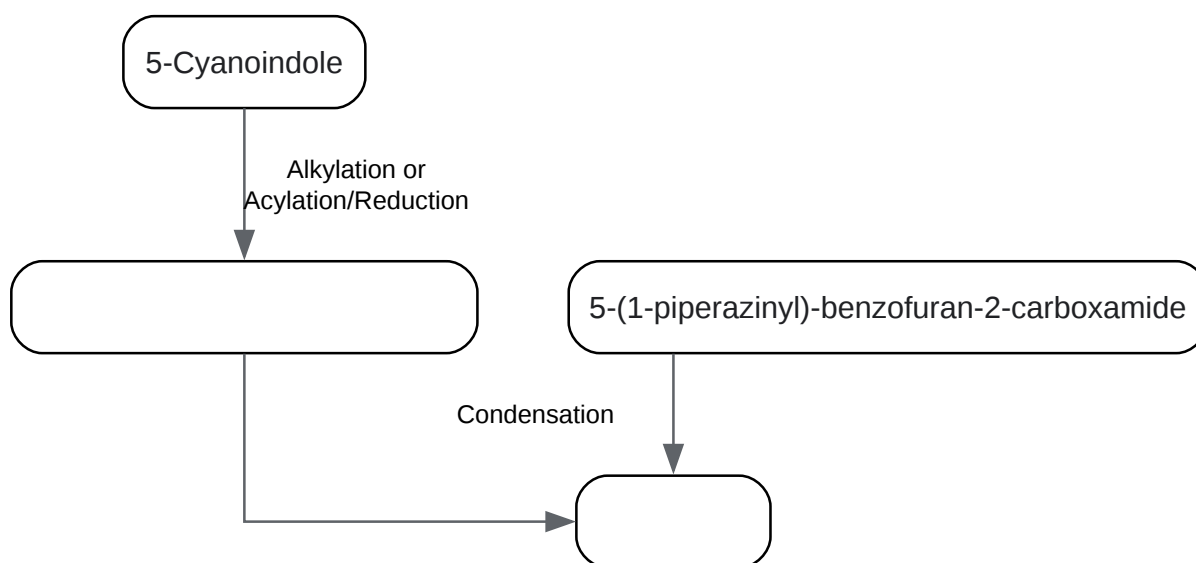 5-Cyanoindole
Alkylation or
Acylation/Reduction
5-(1-piperazinyl)-benzofuran-2-carboxamide
Condensation